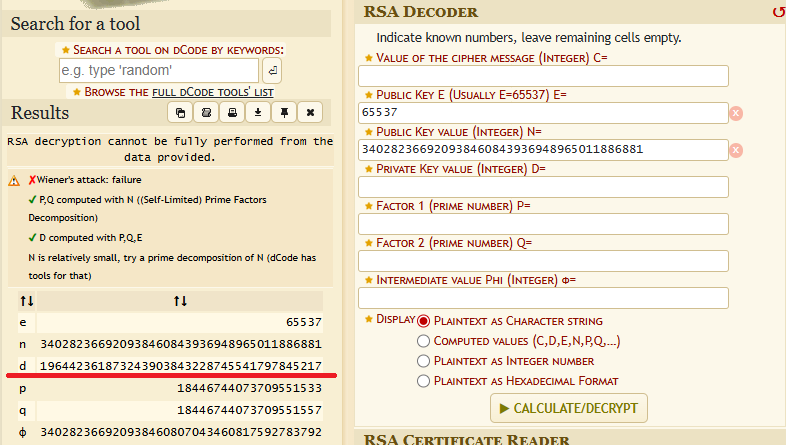 Search for a tool
★ Search a tool on dCode by keywords:
e.g. type 'random'
★ Browse the full dCode tools' list
Results
RSA decryption cannot be fully performed from the
data provided.
⚠ ✗Wiener's attack: failure
✓ P,Q computed with N ((Self-Limited) Prime Factors
Decomposition)
✓ D computed with P,Q,E
N is relatively small, try a prime decomposition of N (dCode has
tools for that)
↑↓ ↑↓
e 65537
n 340282366920938460843936948965011886881
d 196442361873243903843228745541797845217
p 18446744073709551533
q 18446744073709551557
ϕ 340282366920938460807043460817592783792
RSA Decoder
Indicate known numbers, leave remaining cells empty.
★ Value of the cipher message (Integer) C=
★ Public Key E (Usually E=65537) E=
65537
★ Public Key value (Integer) N=
340282366920938460843936948965011886881
★ Private Key value (Integer) D=
★ Factor 1 (prime number) P=
★ Factor 2 (prime number) Q=
★ Intermediate value Phi (Integer) Φ=
★ Display Plaintext as Character string
Computed values (C,D,E,N,P,Q,...)
Plaintext as Integer number
Plaintext as Hexadecimal Format
▶ CALCULATE/DECRYPT
RSA Certificate Reader